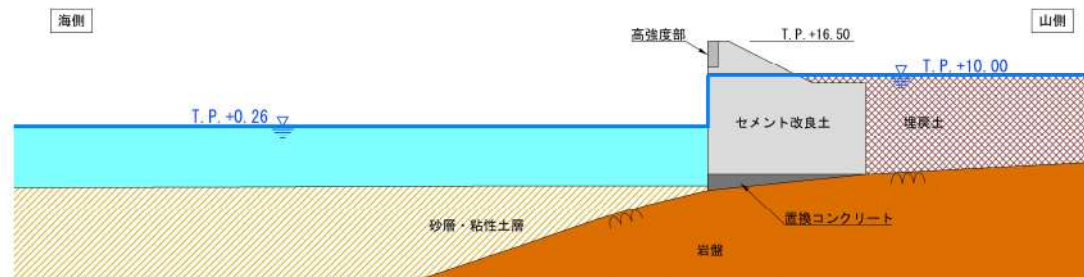 海側
山側
高強度部
T.P.+16.50
T.P.+10.00
T.P.+0.26
セメント改良土
埋戻土
砂層・粘性土層
置換コンクリート
岩盤